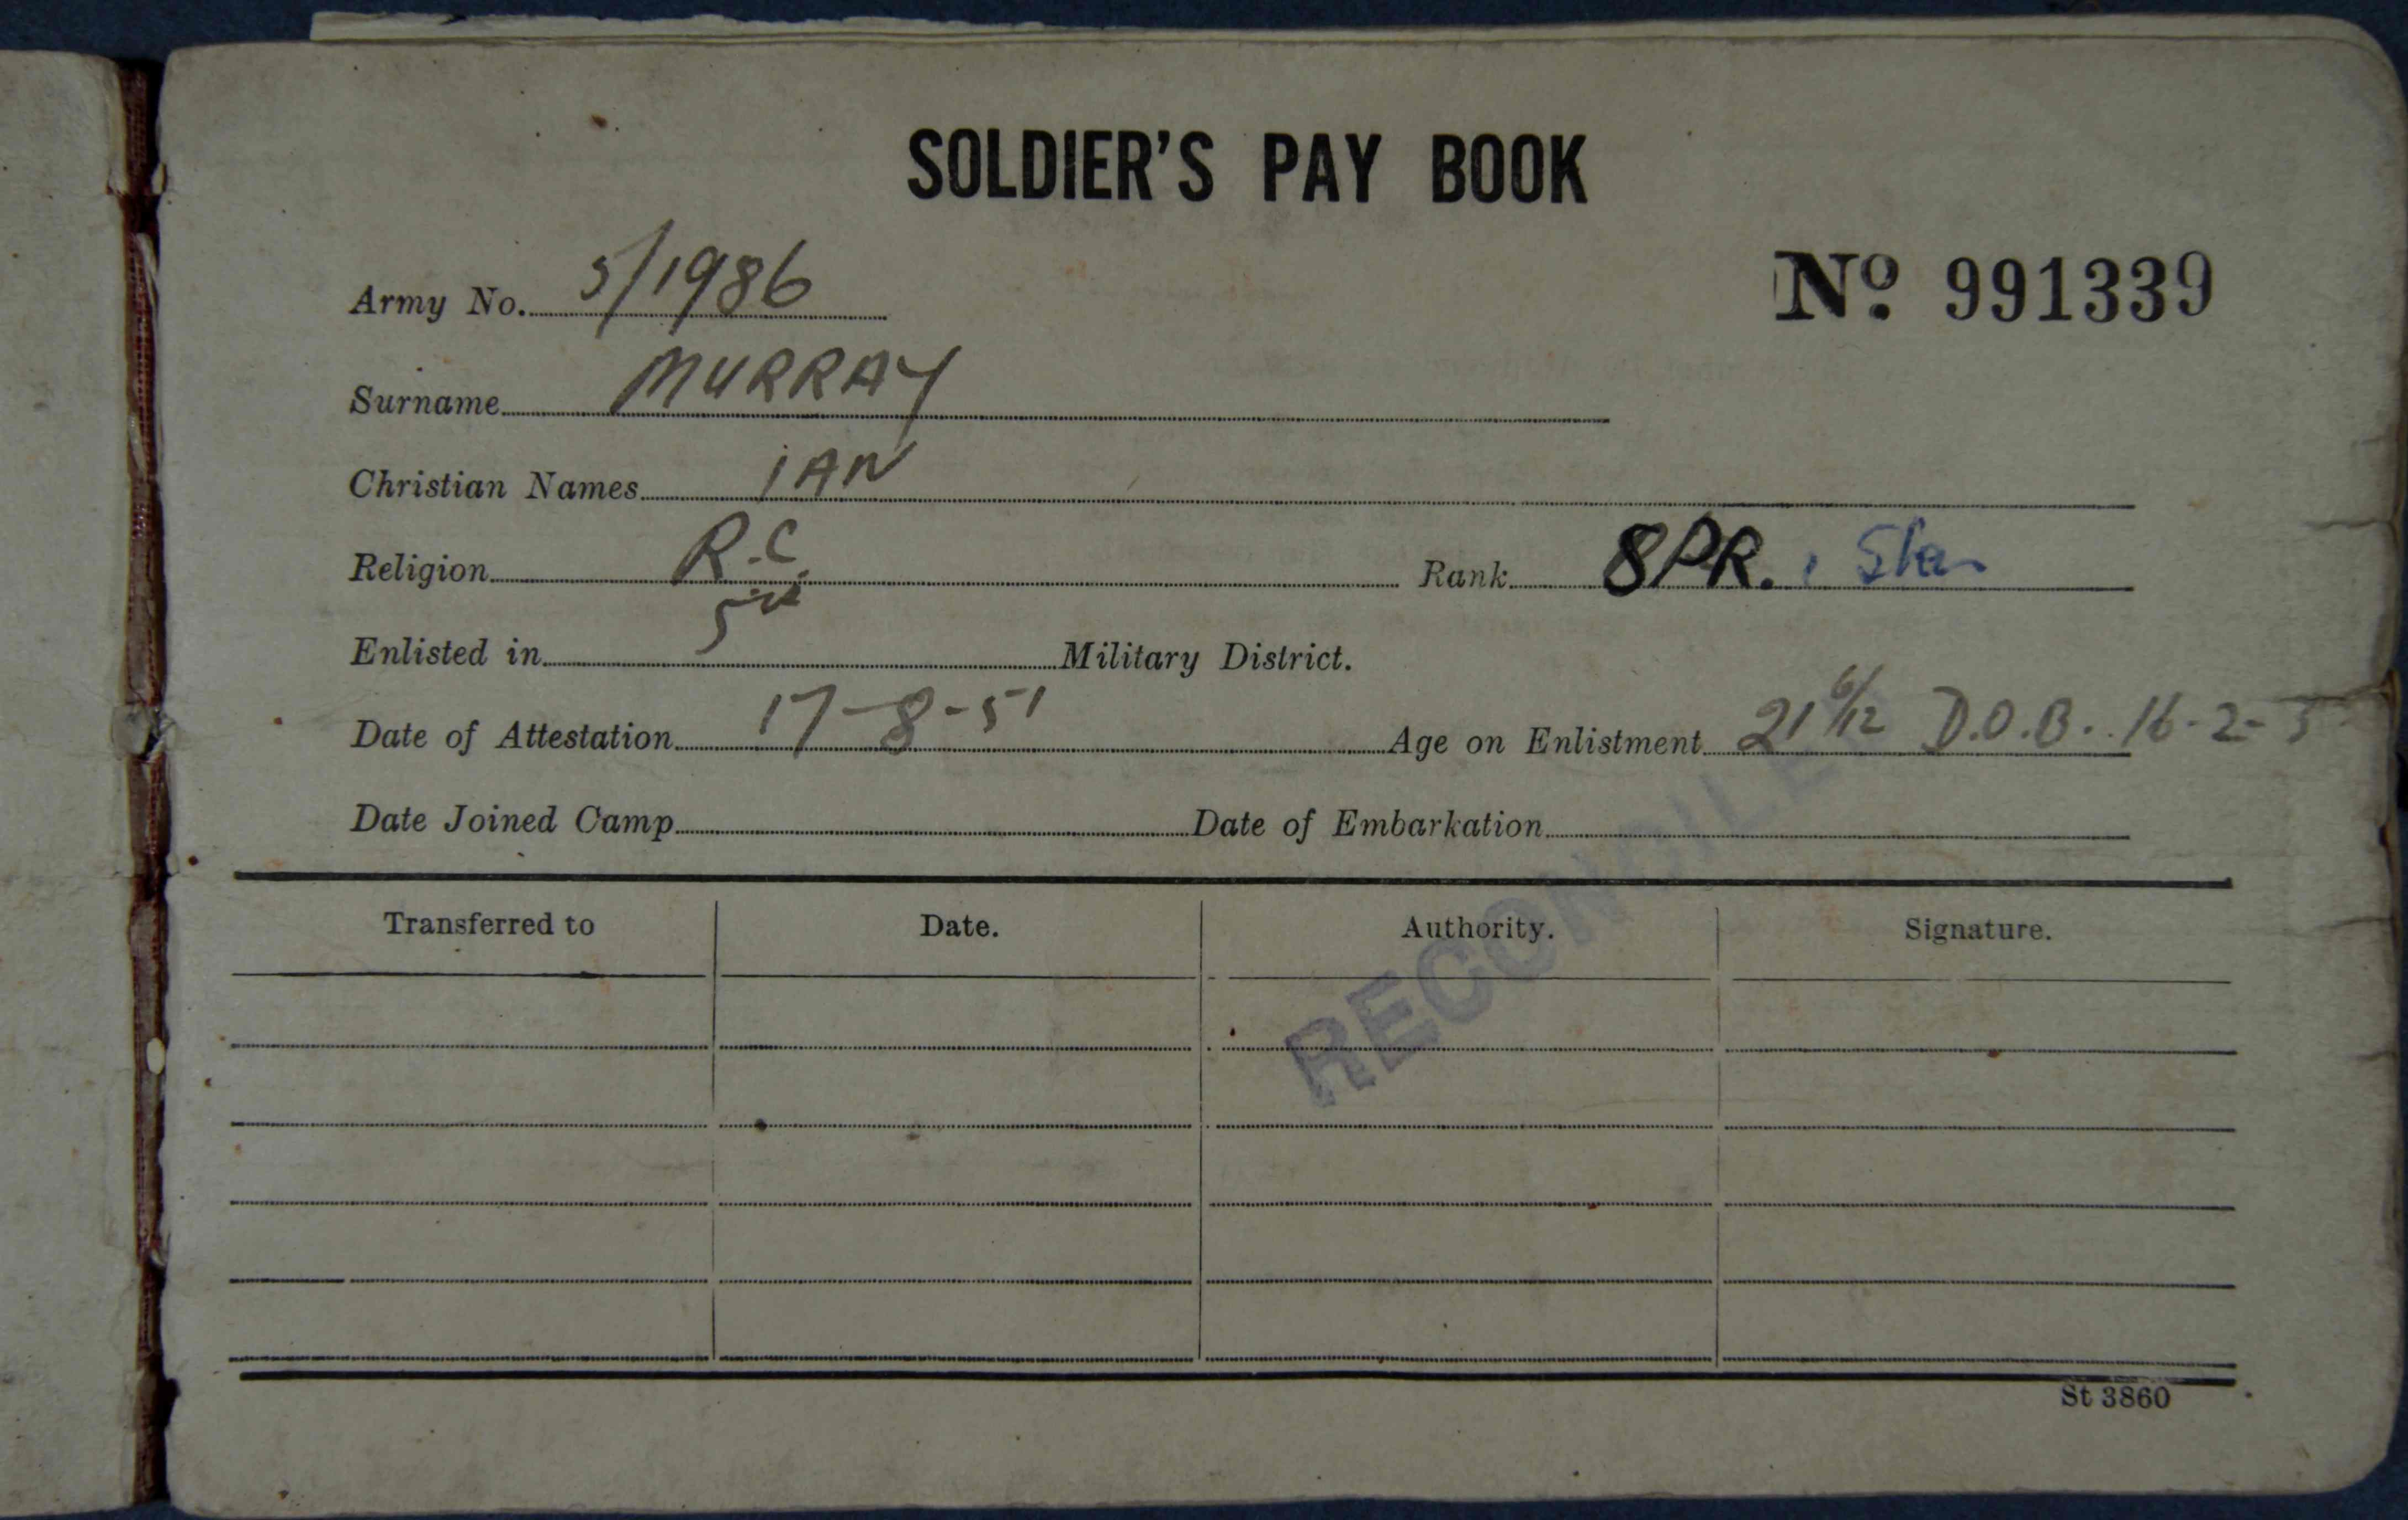 SOLDIER'S PAY BOOK
Nº 991339
Army No. 5/1986
Surname MURRAY
Christian Names IAN
Religion R.C. Rank SPR.
Enlisted in 5th Military District.
Date of Attestation 17-8-51 Age on Enlistment 21 6/12 D.O.B. 16-2-3
Date Joined Camp Date of Embarkation
Transferred to Date. Authority. Signature.
RECONCILE
St 3860